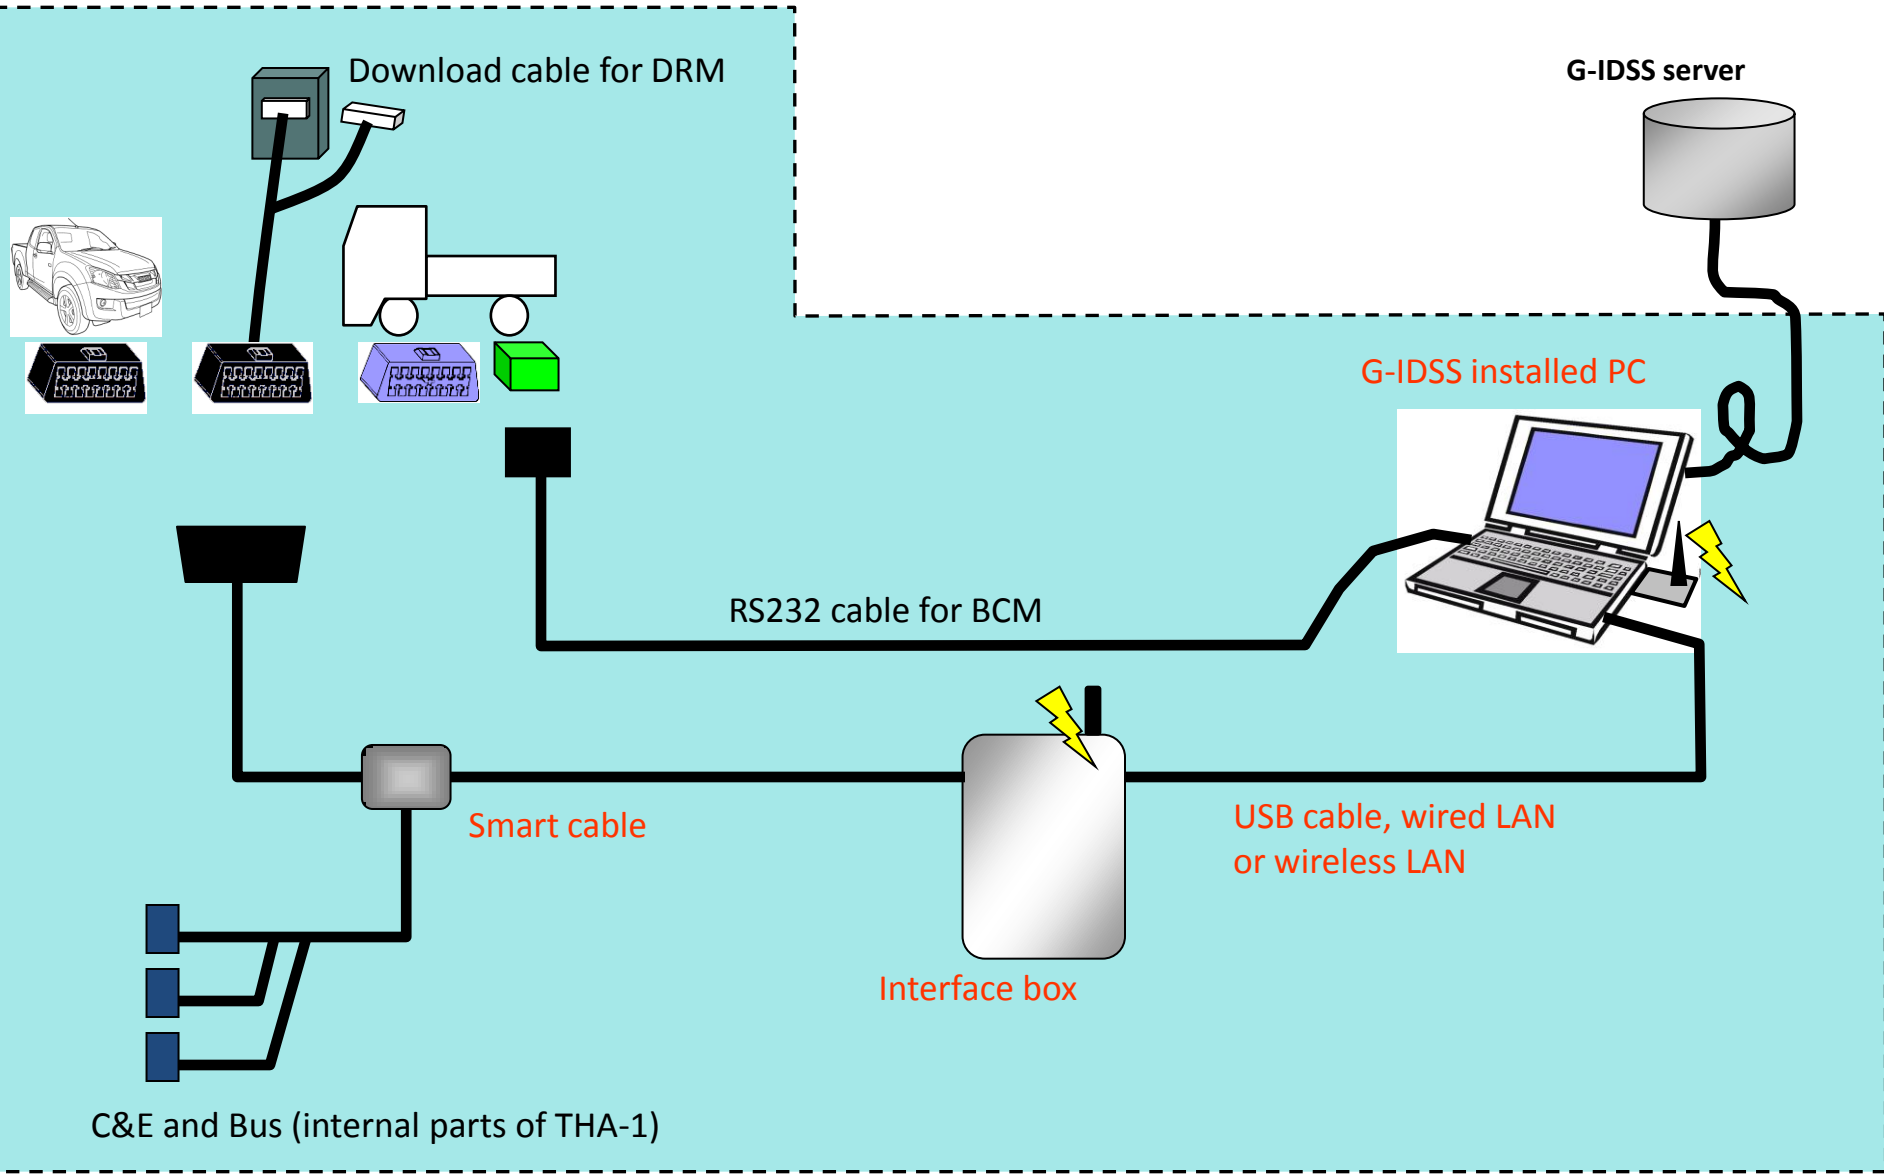 Download cable for DRM
G-IDSS server
G-IDSS installed PC
RS232 cable for BCM
Smart cable
USB cable, wired LAN
or wireless LAN
Interface box
C&E and Bus (internal parts of THA-1)